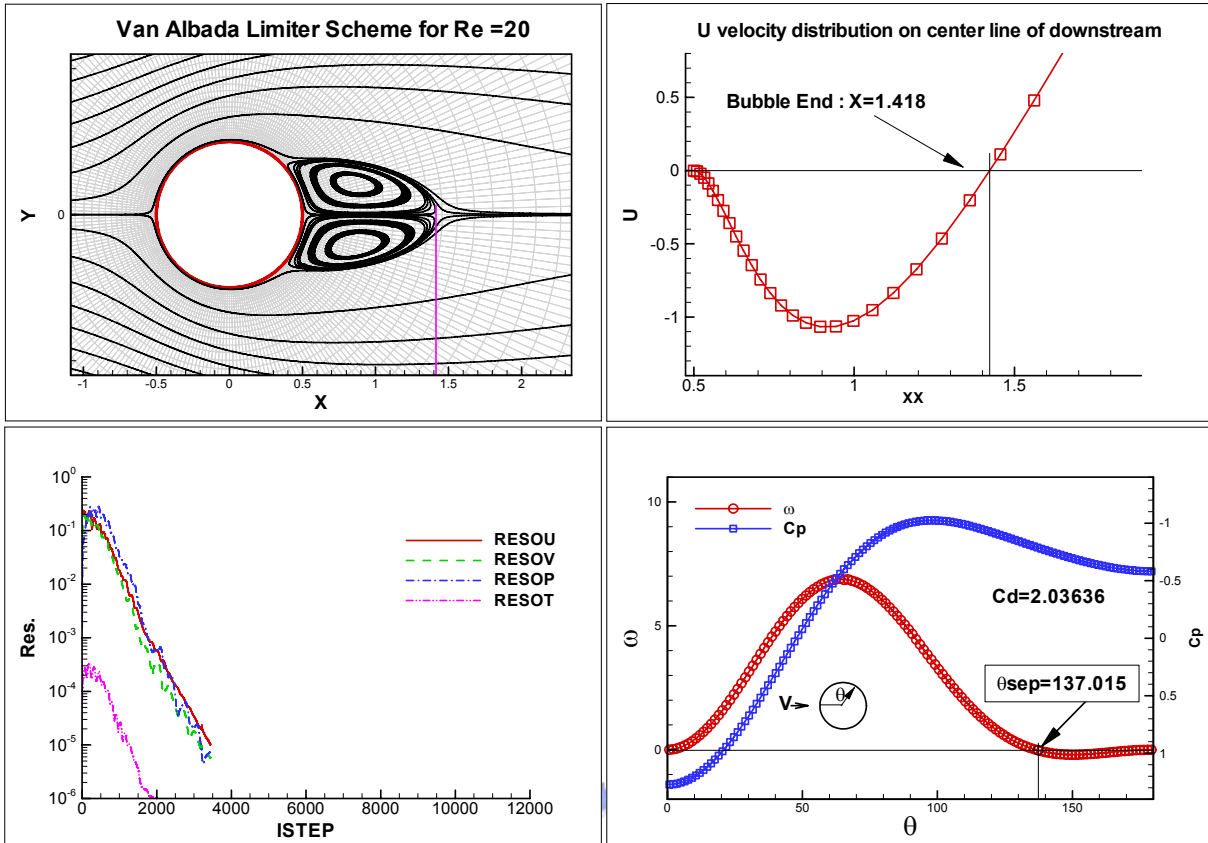 Van Albada Limiter Scheme for Re =20
Y
0
-1
-0.5
0
0.5
1
1.5
2
X
U velocity distribution on center line of downstream
Bubble End : X=1.418
U
0.5
0
-0.5
-1
0.5
1
1.5
xx
10^0
10^-1
10^-2
10^-3
10^-4
10^-5
10^-6
Res.
RESOU
RESOV
RESOP
RESOT
0
2000
4000
6000
8000
10000
12000
ISTEP
ω
Cp
10
5
0
ω
-1
-0.5
0
0.5
1
Cp
Cd=2.03636
θsep=137.015
V
θ
0
50
100
150
θ